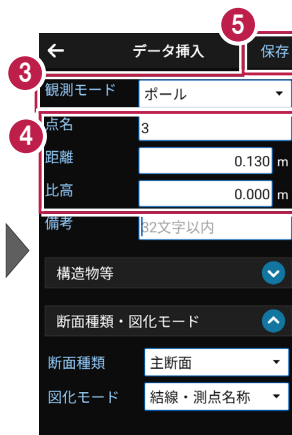 5
データ挿入 保存
3
観測モード ポール
4
点名 3
距離 0.130 m
比高 0.000 m
備考 32文字以内
構造物等
断面種類・図化モード
断面種類 主断面
図化モード 結線・測点名称